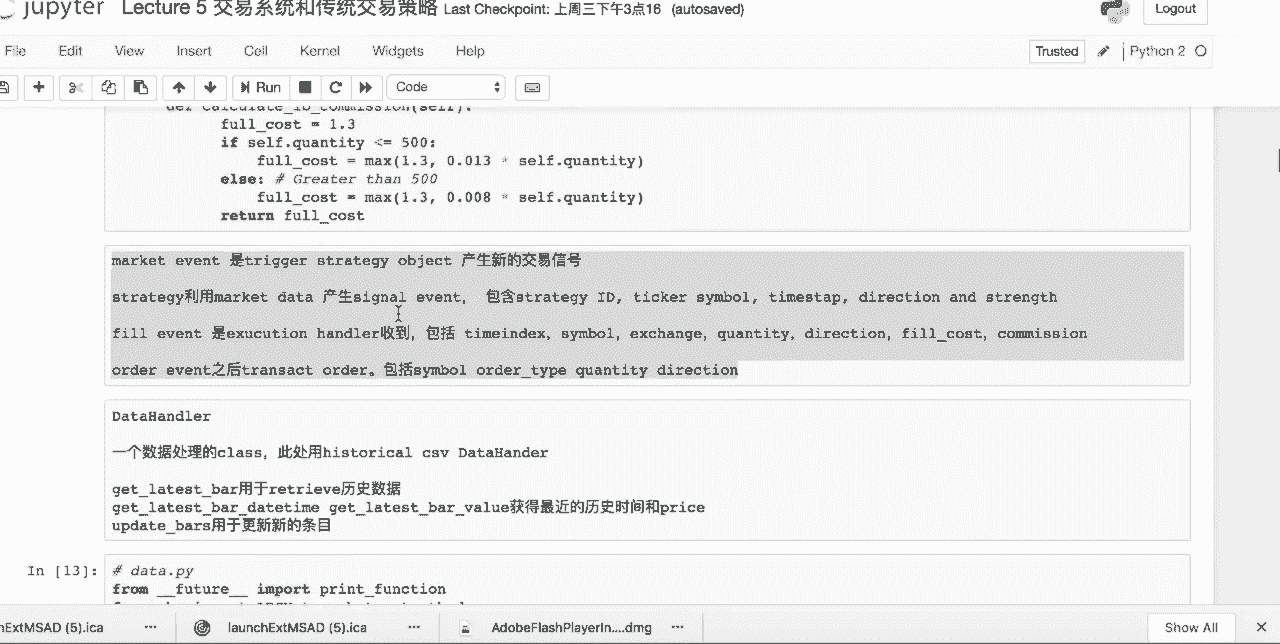 jupyter Lecture 5 交易系统和传统交易策略 Last Checkpoint: 上周三下午3点16 (autosaved)
Logout
File Edit View Insert Cell Kernel Widgets Help
Trusted Python 2
Run Code
def calculate_ib_commission(self):
full_cost = 1.3
if self.quantity <= 500:
full_cost = max(1.3, 0.013 * self.quantity)
else: # Greater than 500
full_cost = max(1.3, 0.008 * self.quantity)
return full_cost
market event 是trigger strategy object 产生新的交易信号
strategy利用market data 产生signal event， 包含strategy ID, ticker symbol, timestap, direction and strength
fill event 是exucution handler收到，包括 timeindex, symbol, exchange, quantity, direction, fill_cost, commission
order event之后transact order。包括symbol order_type quantity direction
DataHandler
一个数据处理的class，此处用historical csv DataHander
get_latest_bar用于retrieve历史数据
get_latest_bar_datetime get_latest_bar_value获得最近的历史时间和price
update_bars用于更新新的条目
In [13]:
# data.py
from __future__ import print_function
hExtMSAD (5).ica
launchExtMSAD (5).ica
AdobeFlashPlayerIn....dmg
Show All